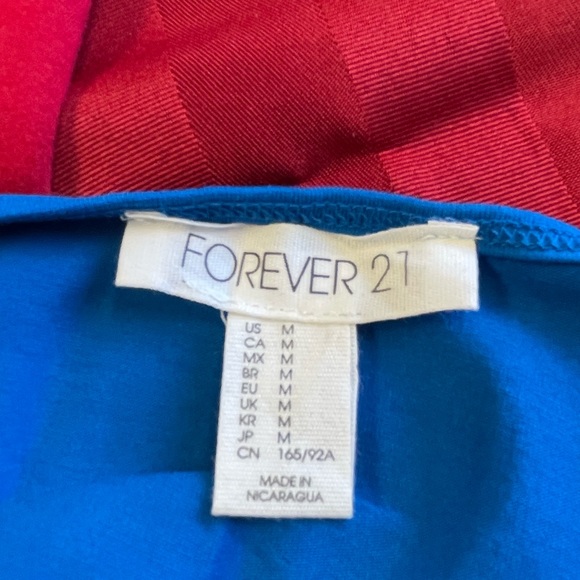 FOREVER 21
US M
CA M
MX M
BR M
EU M
UK M
KR M
JP M
CN 165/92A
MADE IN
NICARAGUA